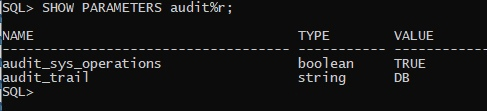 SQL> SHOW PARAMETERS audit%r;
NAME TYPE VALUE
------------------------------------ ----------- ------------------------------
audit_sys_operations boolean TRUE
audit_trail string DB
SQL>